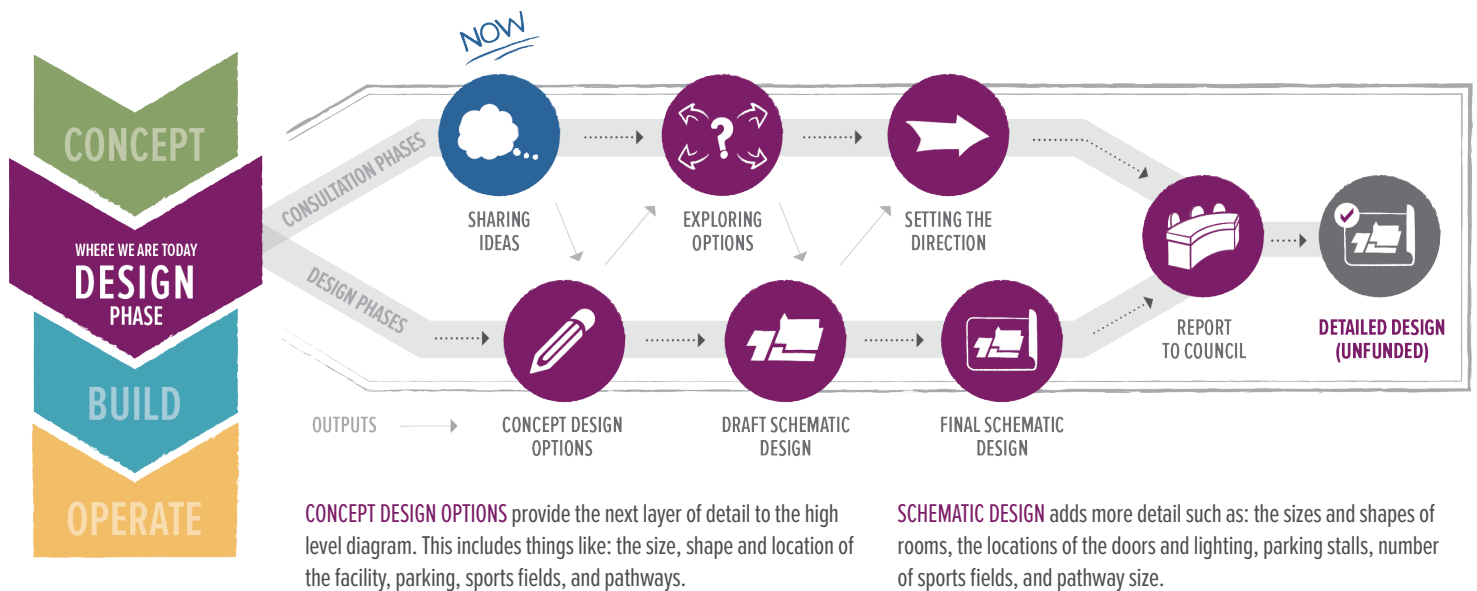 NOW
CONCEPT
WHERE WE ARE TODAY
DESIGN
PHASE
BUILD
OPERATE
CONSULTATION PHASES
SHARING
IDEAS
?
EXPLORING
OPTIONS
SETTING THE
DIRECTION
DESIGN PHASES
REPORT
TO COUNCIL
DETAILED DESIGN
(UNFUNDED)
OUTPUTS
CONCEPT DESIGN
OPTIONS
DRAFT SCHEMATIC
DESIGN
FINAL SCHEMATIC
DESIGN
CONCEPT DESIGN OPTIONS provide the next layer of detail to the high
level diagram. This includes things like: the size, shape and location of
the facility, parking, sports fields, and pathways.
SCHEMATIC DESIGN adds more detail such as: the sizes and shapes of
rooms, the locations of the doors and lighting, parking stalls, number
of sports fields, and pathway size.